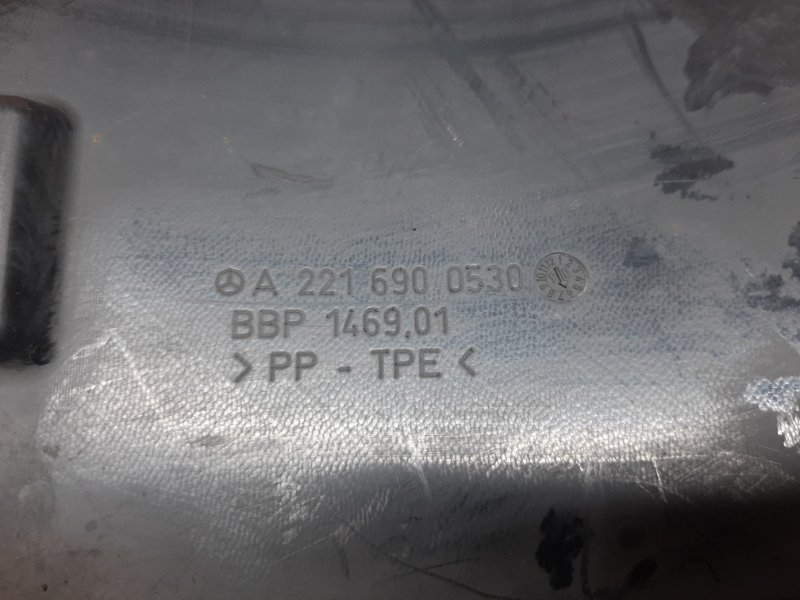 A 221 690 0530
BBP 1469.01
> PP - TPE <